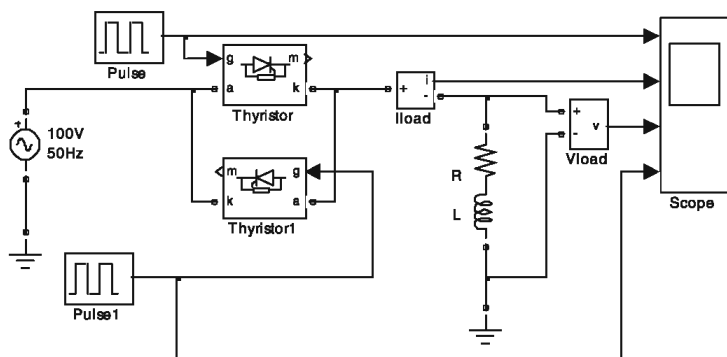 Pulse
g
m
a
k
Thyristor
+
i
-
Iload
+
-
v
Vload
Scope
+
100V
50Hz
m
g
k
a
Thyristor1
R
L
Pulse1